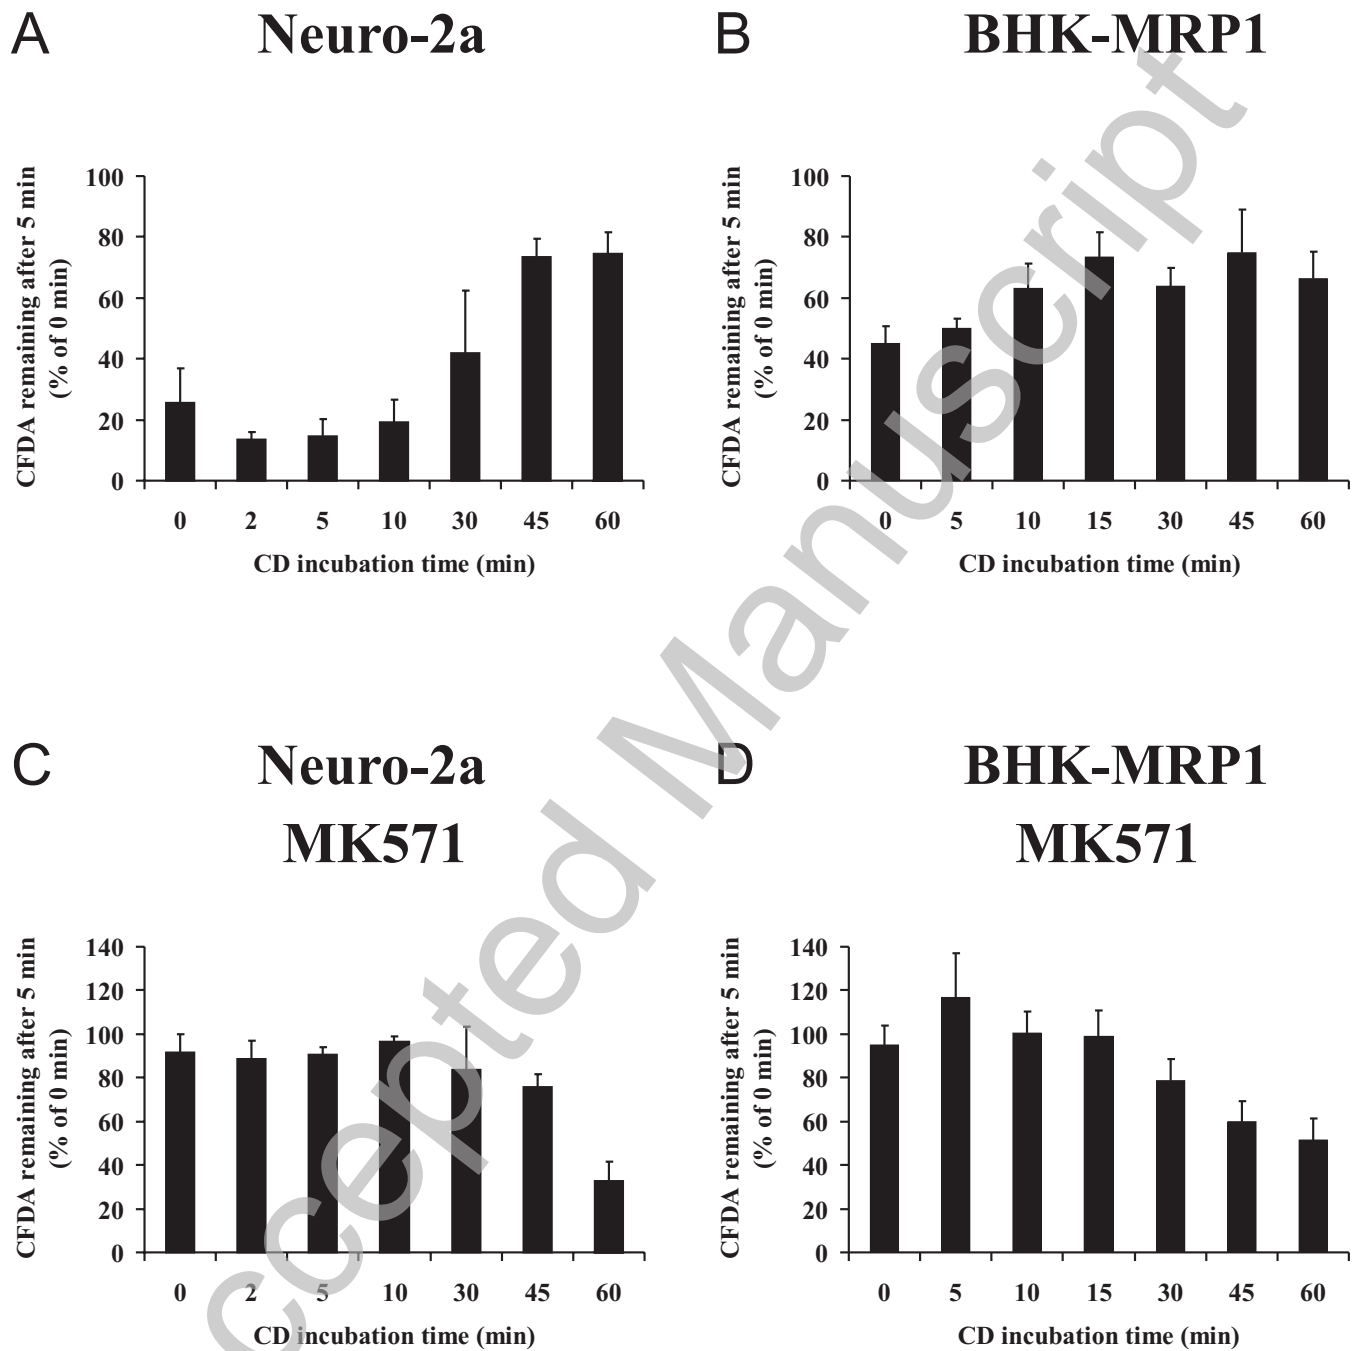 A
Neuro-2a
CFDA remaining after 5 min
(% of 0 min)
100
80
60
40
20
0
0 2 5 10 30 45 60
CD incubation time (min)
B
BHK-MRP1
CFDA remaining after 5 min
(% of 0 min)
100
80
60
40
20
0
0 5 10 15 30 45 60
CD incubation time (min)
C
Neuro-2a
MK571
CFDA remaining after 5 min
(% of 0 min)
140
120
100
80
60
40
20
0
0 2 5 10 30 45 60
CD incubation time (min)
D
BHK-MRP1
MK571
CFDA remaining after 5 min
(% of 0 min)
140
120
100
80
60
40
20
0
0 5 10 15 30 45 60
CD incubation time (min)
ccepted Manuscript